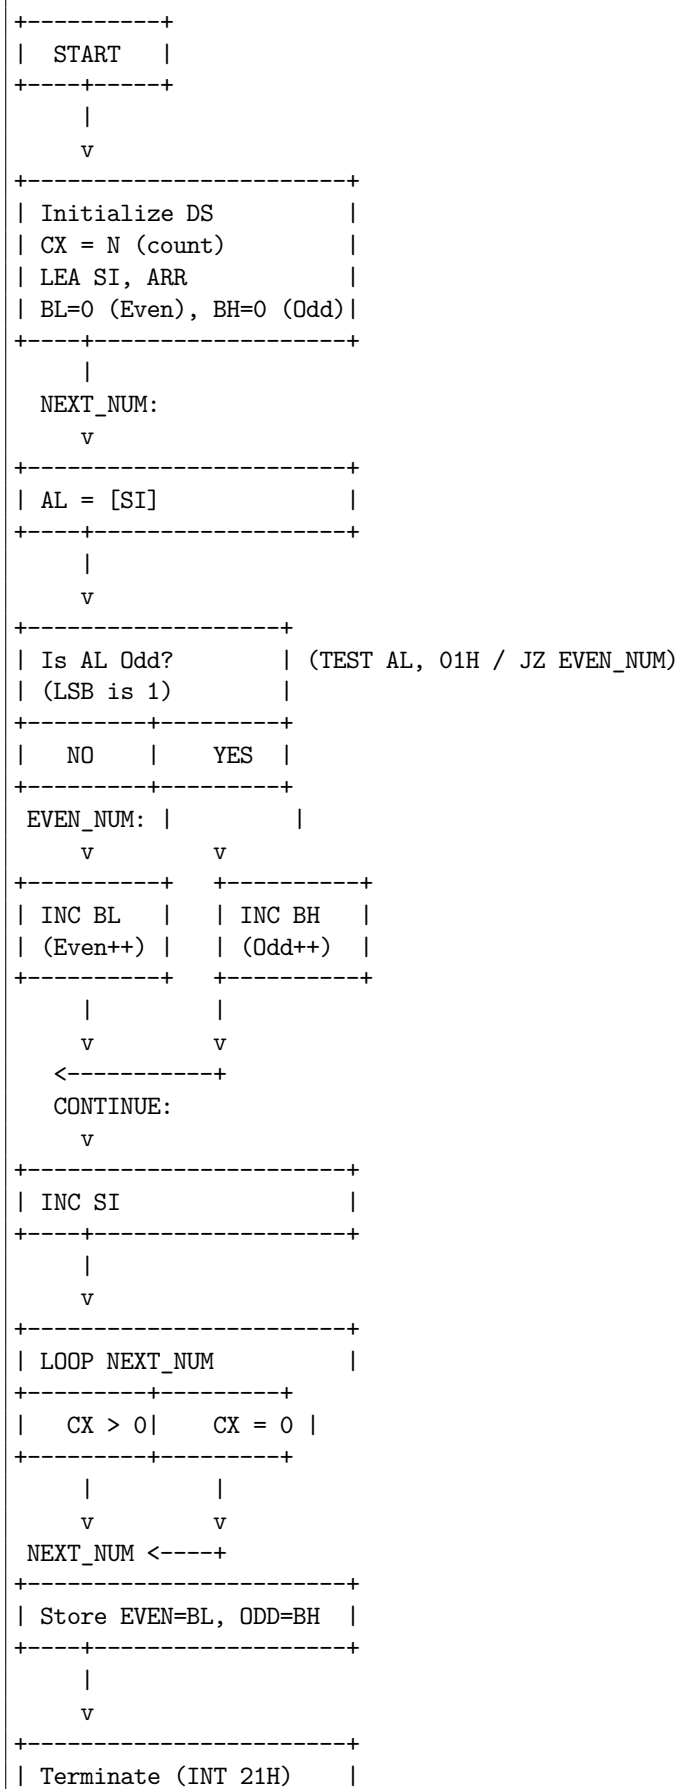 +----------+
|  START   |
+----+-----+
     |
     v
+------------------------+
| Initialize DS          |
| CX = N (count)         |
| LEA SI, ARR            |
| BL=0 (Even), BH=0 (Odd)|
+----+-------------------+
     |
  NEXT_NUM:
     v
+------------------------+
| AL = [SI]              |
+----+-------------------+
     |
     v
+-------------------+
| Is AL Odd?        | (TEST AL, 01H / JZ EVEN_NUM)
| (LSB is 1)        |
+---------+---------+
|   NO    |    YES  |
+---------+---------+
 EVEN_NUM: |         |
     v         v
+----------+   +----------+
| INC BL   |   | INC BH   |
| (Even++) |   | (Odd++)  |
+----------+   +----------+
     |         |
     v         v
   <-----------+
   CONTINUE:
     v
+------------------------+
| INC SI                 |
+----+-------------------+
     |
     v
+------------------------+
| LOOP NEXT_NUM          |
+---------+---------+
|   CX > 0|    CX = 0 |
+---------+---------+
     |         |
     v         v
 NEXT_NUM <----+
+------------------------+
| Store EVEN=BL, ODD=BH  |
+----+-------------------+
     |
     v
+------------------------+
| Terminate (INT 21H)    |